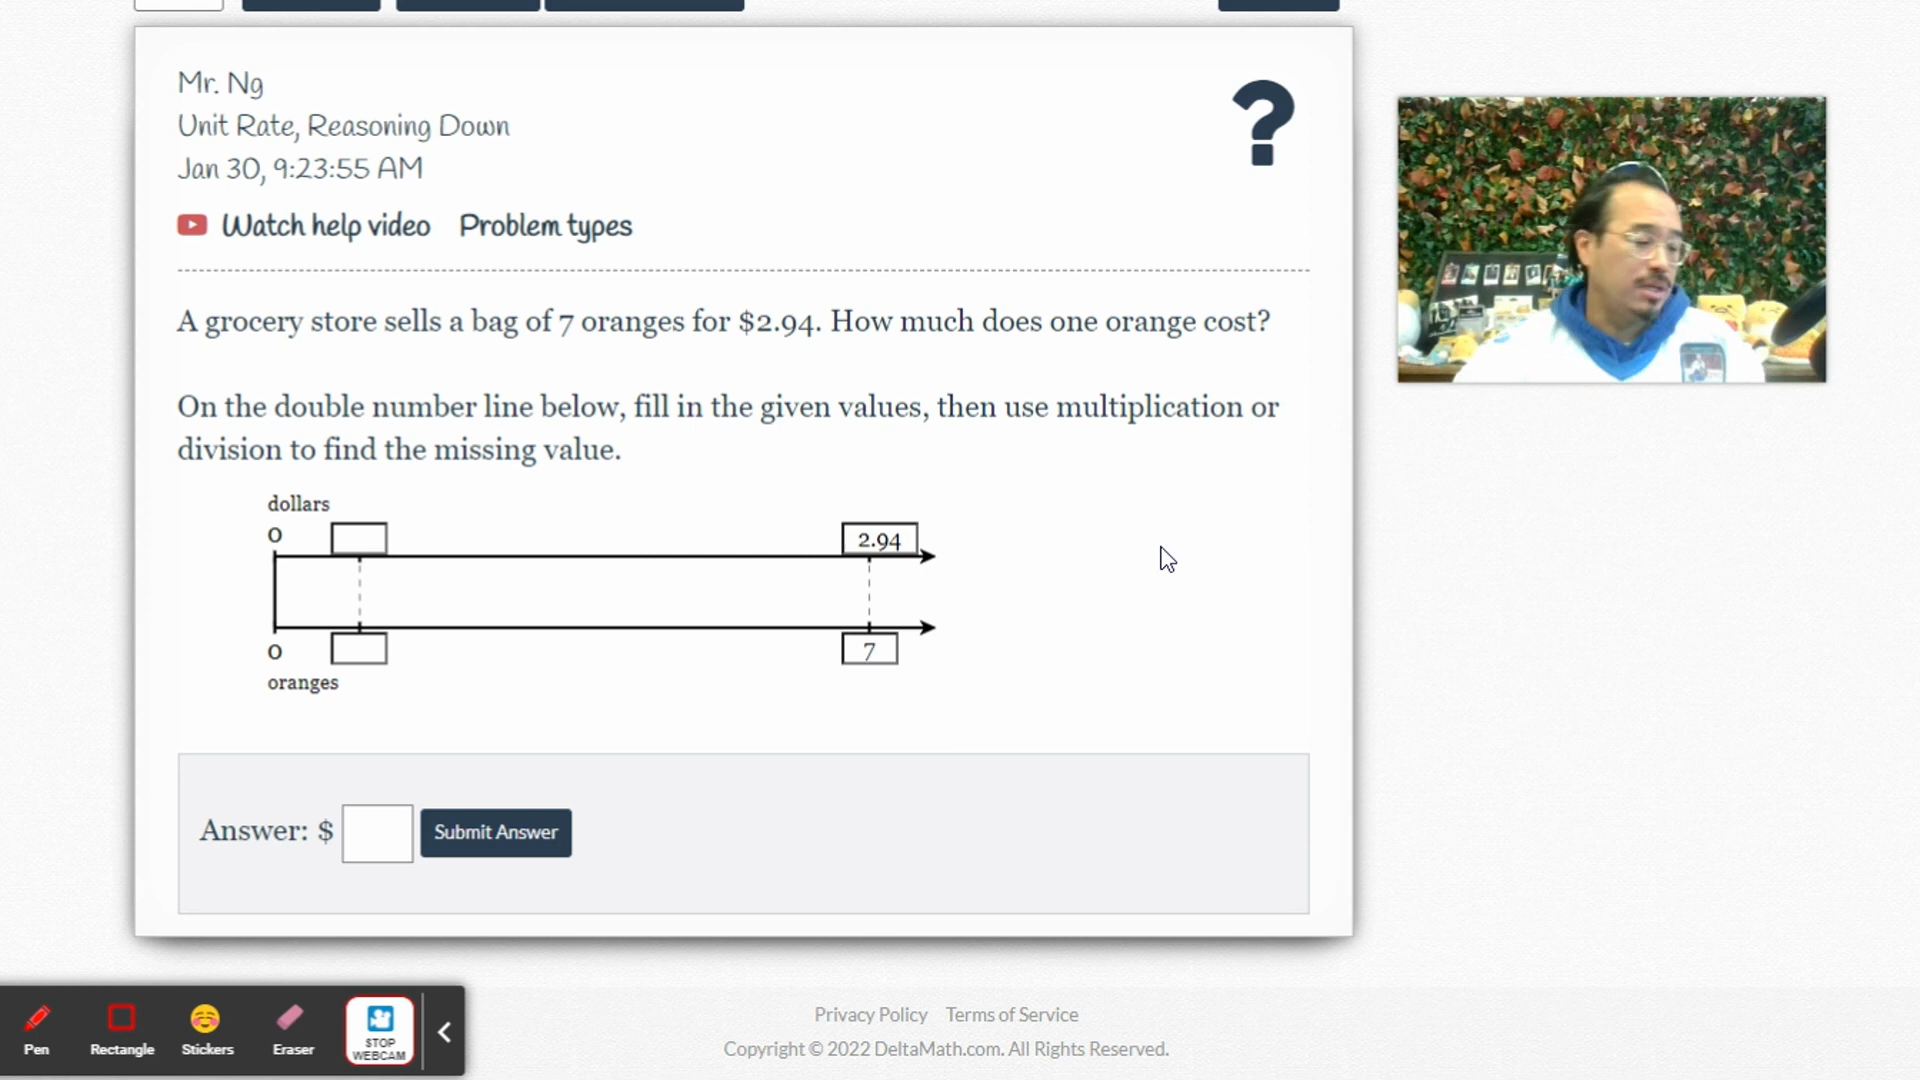 Mr. Ng
Unit Rate, Reasoning Down
Jan 30, 9:23:55 AM
Watch help video Problem types
A grocery store sells a bag of 7 oranges for $2.94. How much does one orange cost?
On the double number line below, fill in the given values, then use multiplication or
division to find the missing value.
dollars
0
2.94
0
7
oranges
Answer: $
Submit Answer
Pen
Rectangle
Stickers
Eraser
STOP
WEBCAM
Privacy Policy Terms of Service
Copyright © 2022 DeltaMath.com. All Rights Reserved.